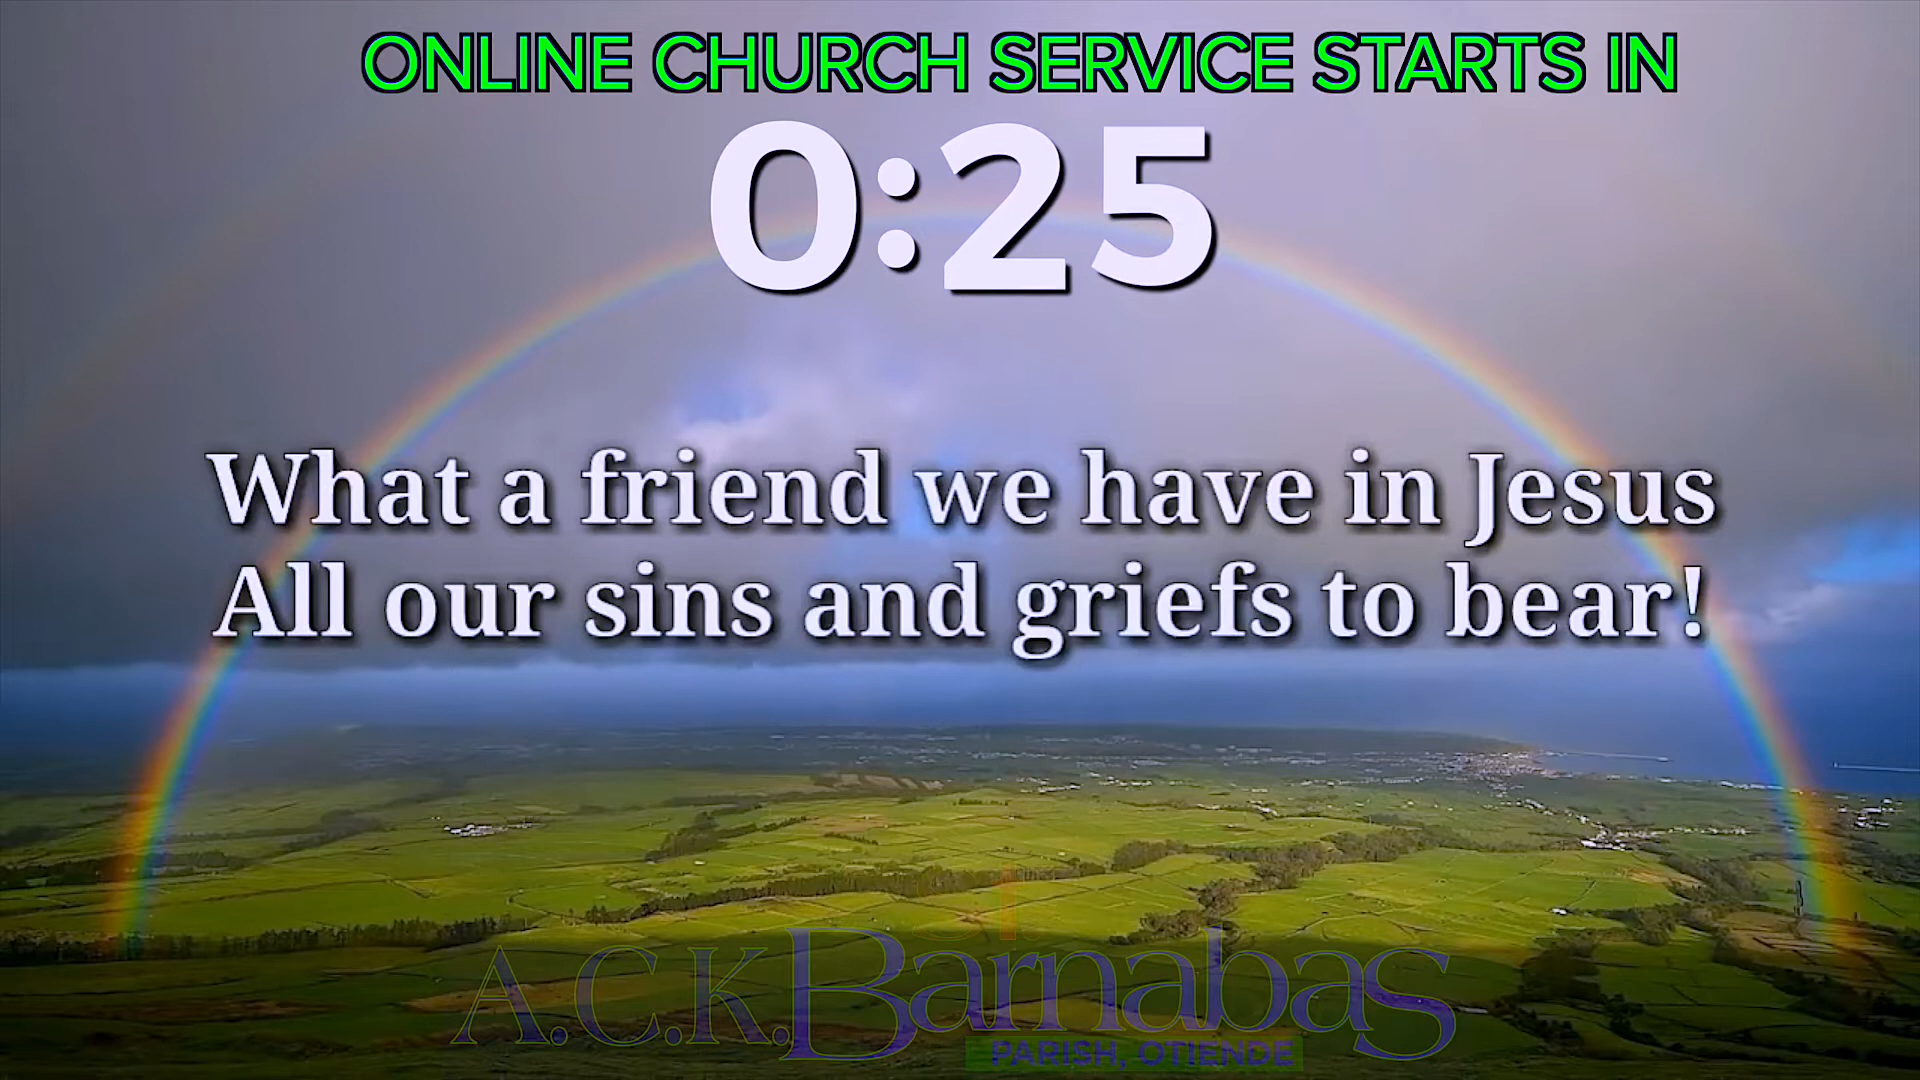 ONLINE CHURCH SERVICE STARTS IN
0:25
What a friend we have in Jesus
All our sins and griefs to bear!
A.C.K. St. Barnabas
PARISH, OTIENDE